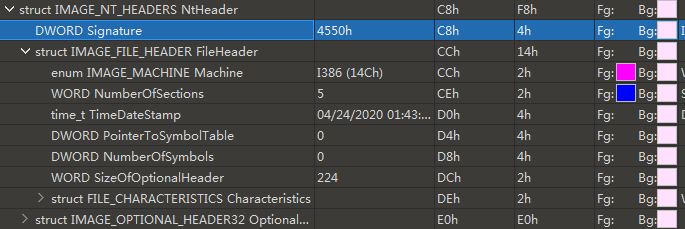 struct IMAGE_NT_HEADERS NtHeader C8h F8h Fg: Bg:
DWORD Signature 4550h C8h 4h Fg: Bg:
struct IMAGE_FILE_HEADER FileHeader CCh 14h Fg: Bg:
enum IMAGE_MACHINE Machine I386 (14Ch) CCh 2h Fg: Bg:
WORD NumberOfSections 5 CEh 2h Fg: Bg:
time_t TimeDateStamp 04/24/2020 01:43:... D0h 4h Fg: Bg:
DWORD PointerToSymbolTable 0 D4h 4h Fg: Bg:
DWORD NumberOfSymbols 0 D8h 4h Fg: Bg:
WORD SizeOfOptionalHeader 224 DCh 2h Fg: Bg:
struct FILE_CHARACTERISTICS Characteristics DEh 2h Fg: Bg:
struct IMAGE_OPTIONAL_HEADER32 Optional... E0h E0h Fg: Bg: